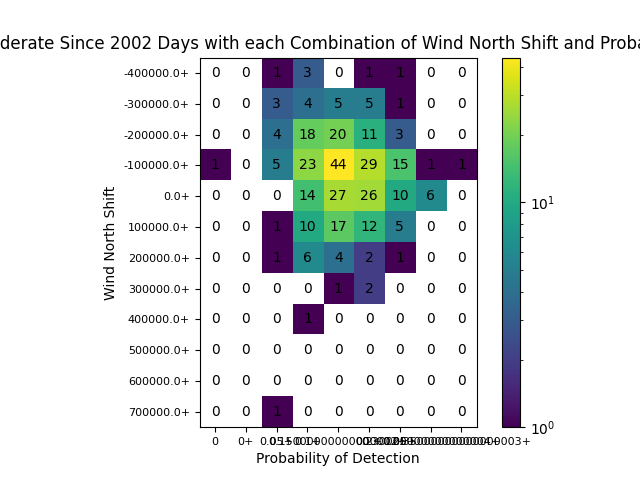 derate Since 2002 Days with each Combination of Wind North Shift and Proba
-400000.0+ 0 0 1 3 0 1 1 0 0
-300000.0+ 0 0 3 4 5 5 1 0 0
-200000.0+ 0 0 4 18 20 11 3 0 0
-100000.0+ 1 0 5 23 44 29 15 1 1
0.0+ 0 0 0 14 27 26 10 6 0
100000.0+ 0 0 1 10 17 12 5 0 0
200000.0+ 0 0 1 6 4 2 1 0 0
300000.0+ 0 0 0 0 1 2 0 0 0
400000.0+ 0 0 0 1 0 0 0 0 0
500000.0+ 0 0 0 0 0 0 0 0 0
600000.0+ 0 0 0 0 0 0 0 0 0
700000.0+ 0 0 1 0 0 0 0 0 0
0 0+
Probability of Detection
Wind North Shift
10¹
10⁰